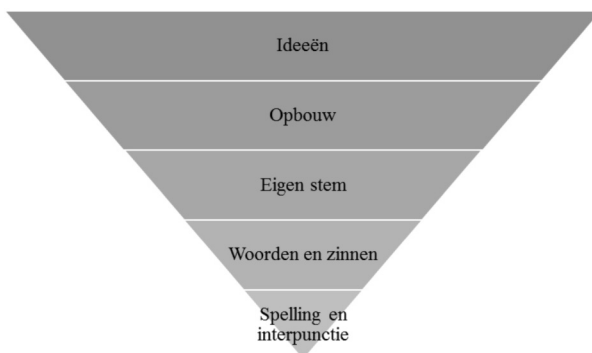 Ideeën
Opbouw
Eigen stem
Woorden en zinnen
Spelling en
interpunctie